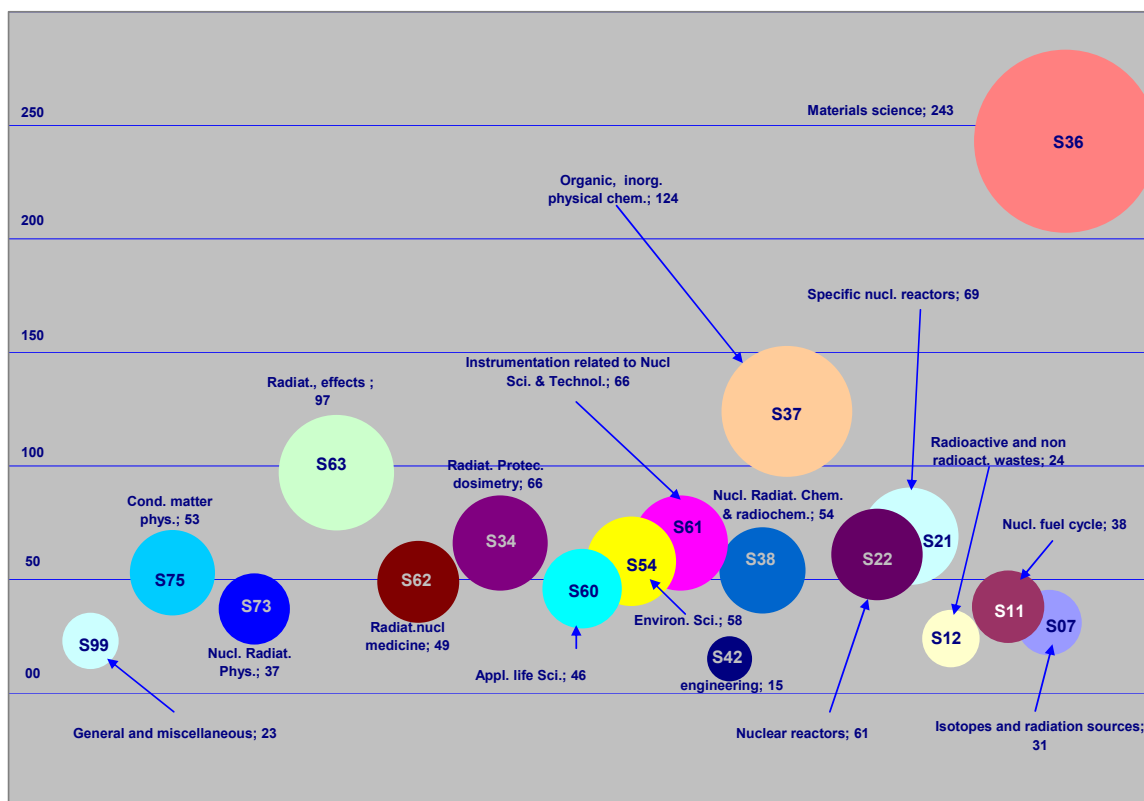 250
Materials science; 243
S36
Organic, inorg.
physical chem.; 124
200
Specific nucl. reactors; 69
150
Instrumentation related to Nucl
Sci. & Technol.; 66
Radiat., effects ;
97
S37
Radioactive and non
radioact. wastes; 24
100
S63
Radiat. Protec.
dosimetry; 66
Nucl. Radiat. Chem.
& radiochem.; 54
Cond. matter
phys.; 53
Nucl. fuel cycle; 38
S34
S61
S21
S22
S38
S54
50
S75
S62
S60
S73
S11
S07
S12
S99
Environ. Sci.; 58
Radiat.nucl
medicine; 49
Nucl. Radiat.
Phys.; 37
S42
Appl. life Sci.; 46
engineering; 15
00
General and miscellaneous; 23
Nuclear reactors; 61
Isotopes and radiation sources;
31